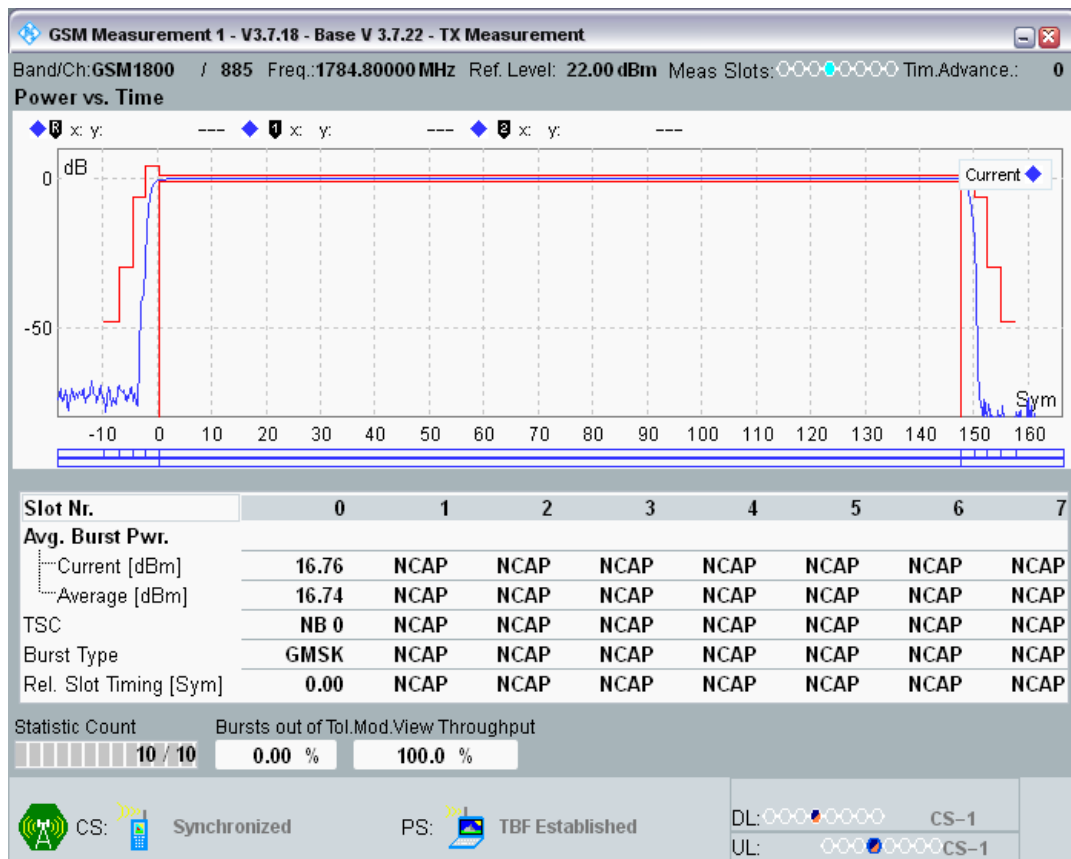 GSM Measurement 1 - V3.7.18 - Base V 3.7.22 - TX Measurement
Band/Ch:GSM1800 / 885 Freq.:1784.80000 MHz Ref. Level: 22.00 dBm Meas Slots: Tim.Advance.: 0
Power vs. Time
R x: y: --- 1 x: y: --- 2 x: y: ---
dB
Current
0
-50
Sym
-10 0 10 20 30 40 50 60 70 80 90 100 110 120 130 140 150 160
Slot Nr. 0 1 2 3 4 5 6 7
Avg. Burst Pwr.
Current [dBm] 16.76 NCAP NCAP NCAP NCAP NCAP NCAP NCAP
Average [dBm] 16.74 NCAP NCAP NCAP NCAP NCAP NCAP NCAP
TSC NB 0 NCAP NCAP NCAP NCAP NCAP NCAP NCAP
Burst Type GMSK NCAP NCAP NCAP NCAP NCAP NCAP NCAP
Rel. Slot Timing [Sym] 0.00 NCAP NCAP NCAP NCAP NCAP NCAP NCAP
Statistic Count Bursts out of Tol.Mod.View Throughput
10 / 10 0.00 % 100.0 %
CS: Synchronized PS: TBF Established
DL: CS-1
UL: CS-1